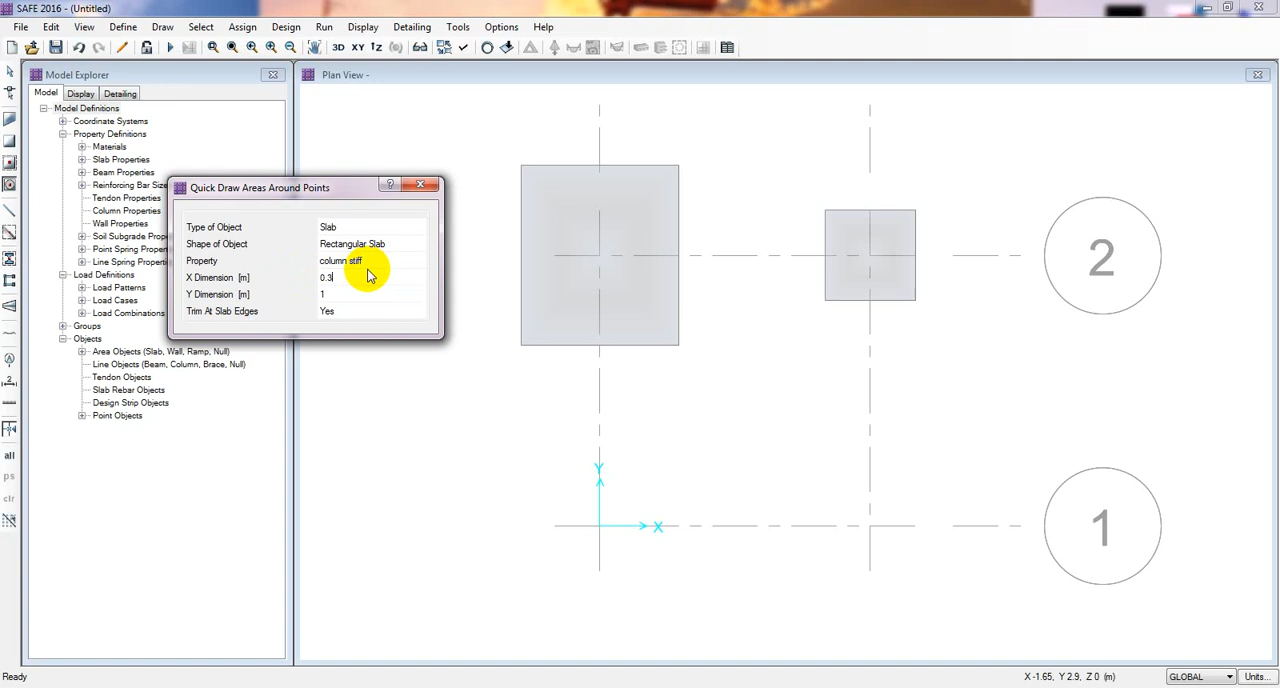 SAFE 2016 - (Untitled)
File Edit View Define Draw Select Assign Design Run Display Detailing Tools Options Help
3D XY
Model Explorer
Plan View -
Model Display Detailing
Model Definitions
Coordinate Systems
Property Definitions
Materials
Slab Properties
Beam Properties
Reinforcing Bar Size
Tendon Properties
Column Properties
Wall Properties
Soil Subgrade Prope
Point Spring Properti
Line Spring Properti
Load Definitions
Load Patterns
Load Cases
Load Combinations
Groups
Objects
Area Objects (Slab, Wall, Ramp, Null)
Line Objects (Beam, Column, Brace, Null)
Tendon Objects
Slab Rebar Objects
Design Strip Objects
Point Objects
Quick Draw Areas Around Points
Type of Object Slab
Shape of Object Rectangular Slab
Property column stiff
X Dimension [m] 0.3
Y Dimension [m] 1
Trim At Slab Edges Yes
2
1
Y
X
all
ps
clr
Ready
X -1.65, Y 2.9, Z 0 (m)
GLOBAL
Units...